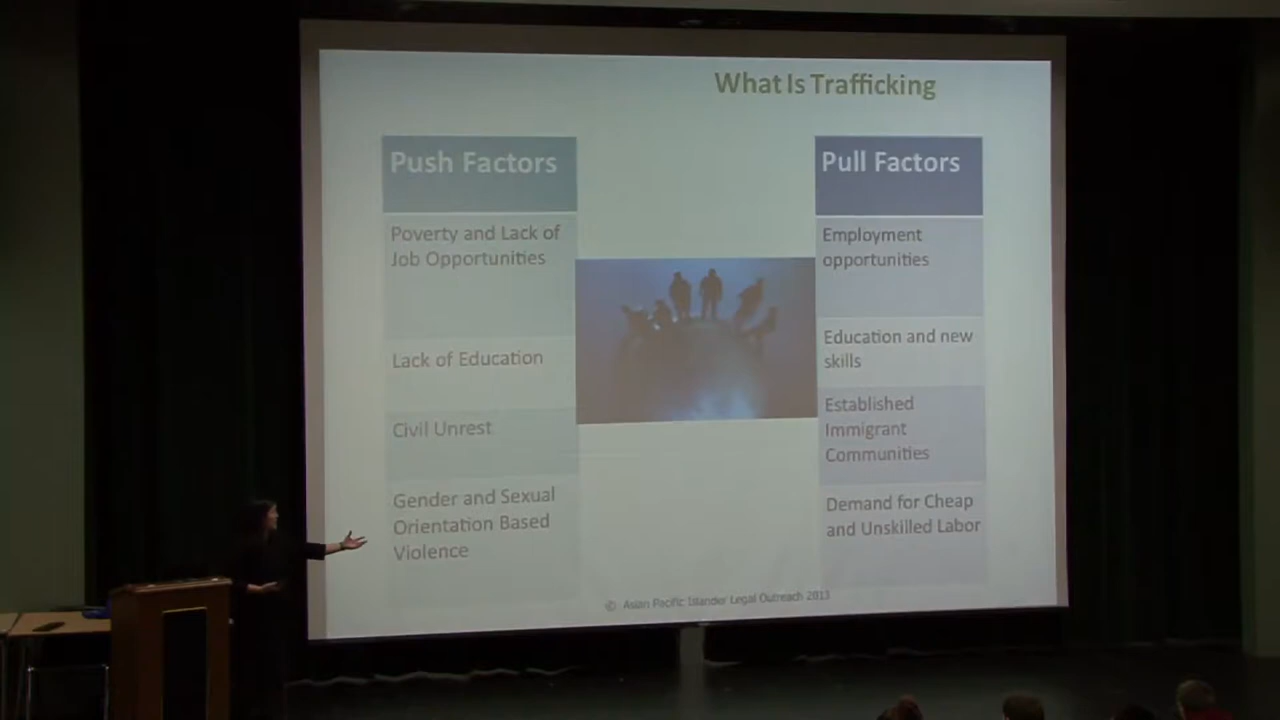 What Is Trafficking
Push Factors
Poverty and Lack of
Job Opportunities
Lack of Education
Civil Unrest
Gender and Sexual
Orientation Based
Violence
Pull Factors
Employment
opportunities
Education and new
skills
Established
Immigrant
Communities
Demand for Cheap
and Unskilled Labor
© Asian Pacific Islander Legal Outreach 2013